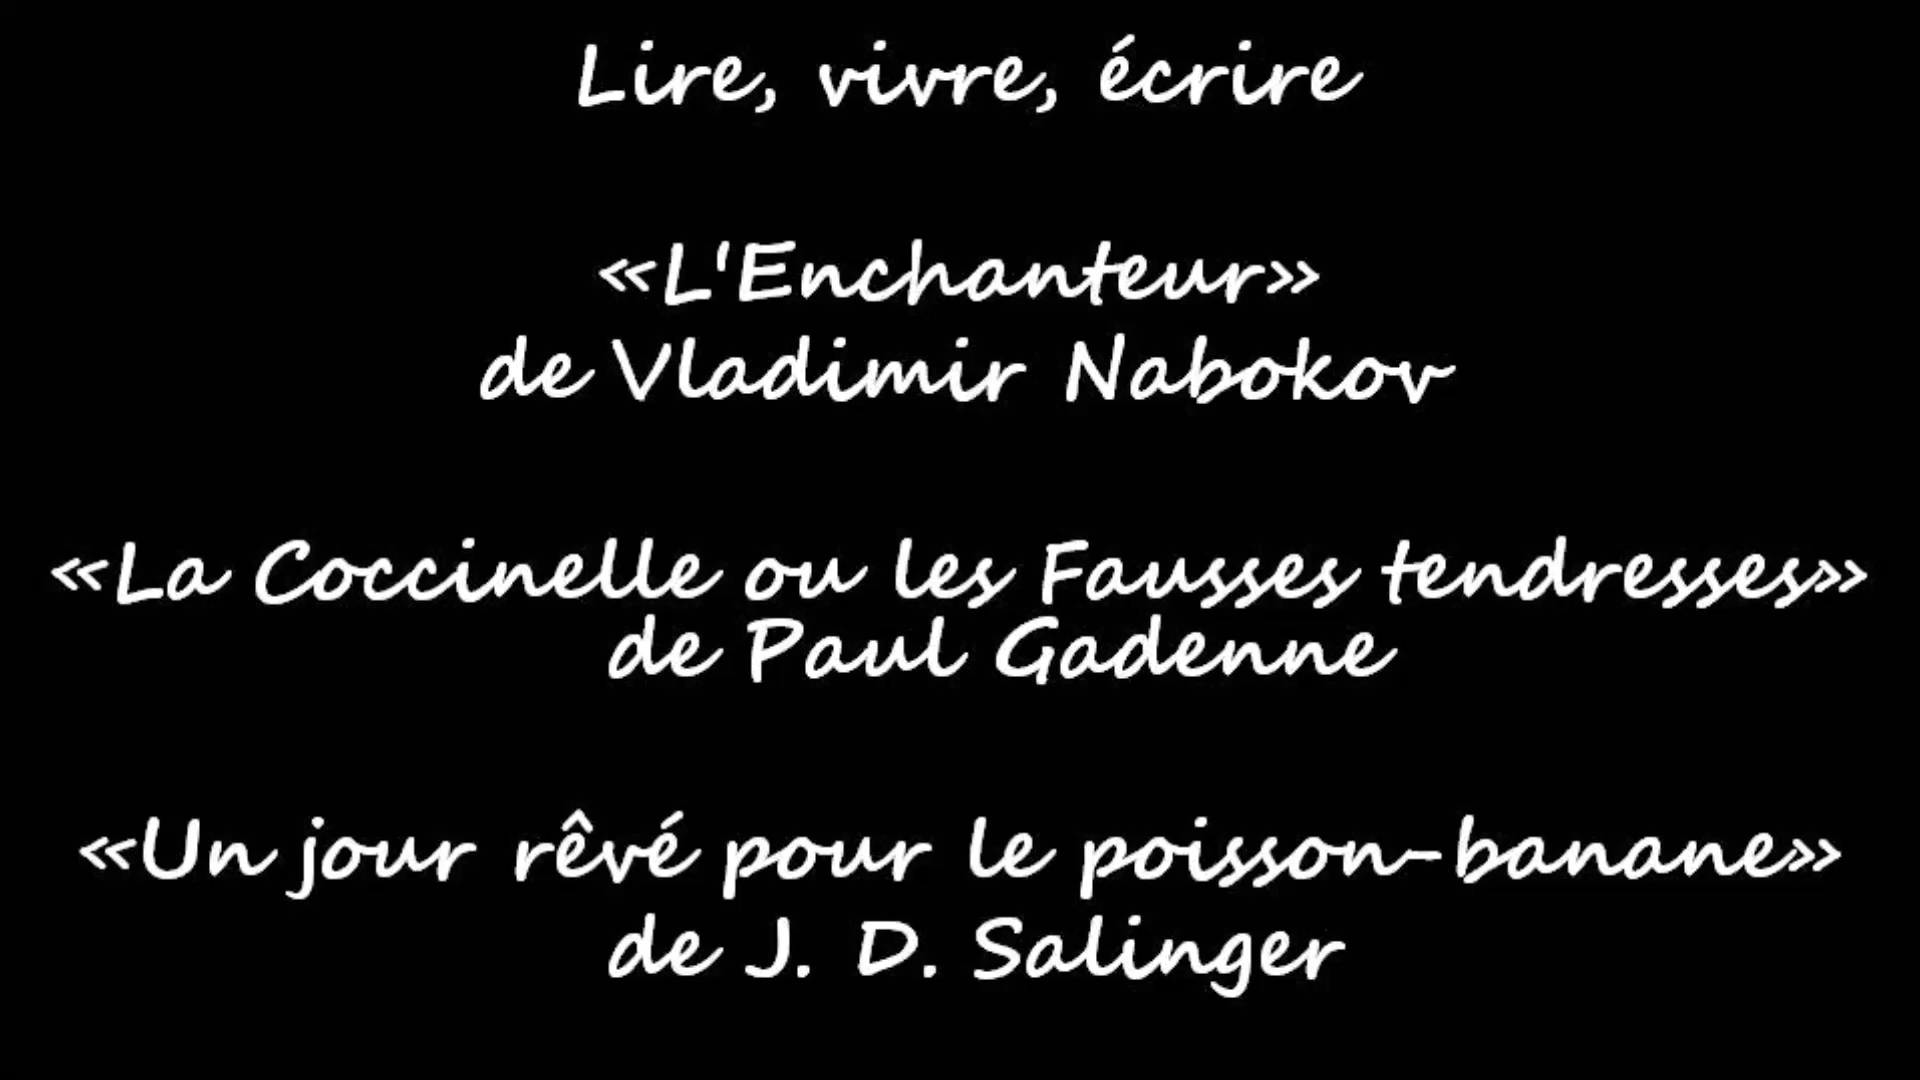 Lire, vivre, écrire
«L'Enchanteur»
de Vladimir Nabokov
«La Coccinelle ou les Fausses tendresses»
de Paul Gadenne
«Un jour rêvé pour le poisson-banane»
de J. D. Salinger